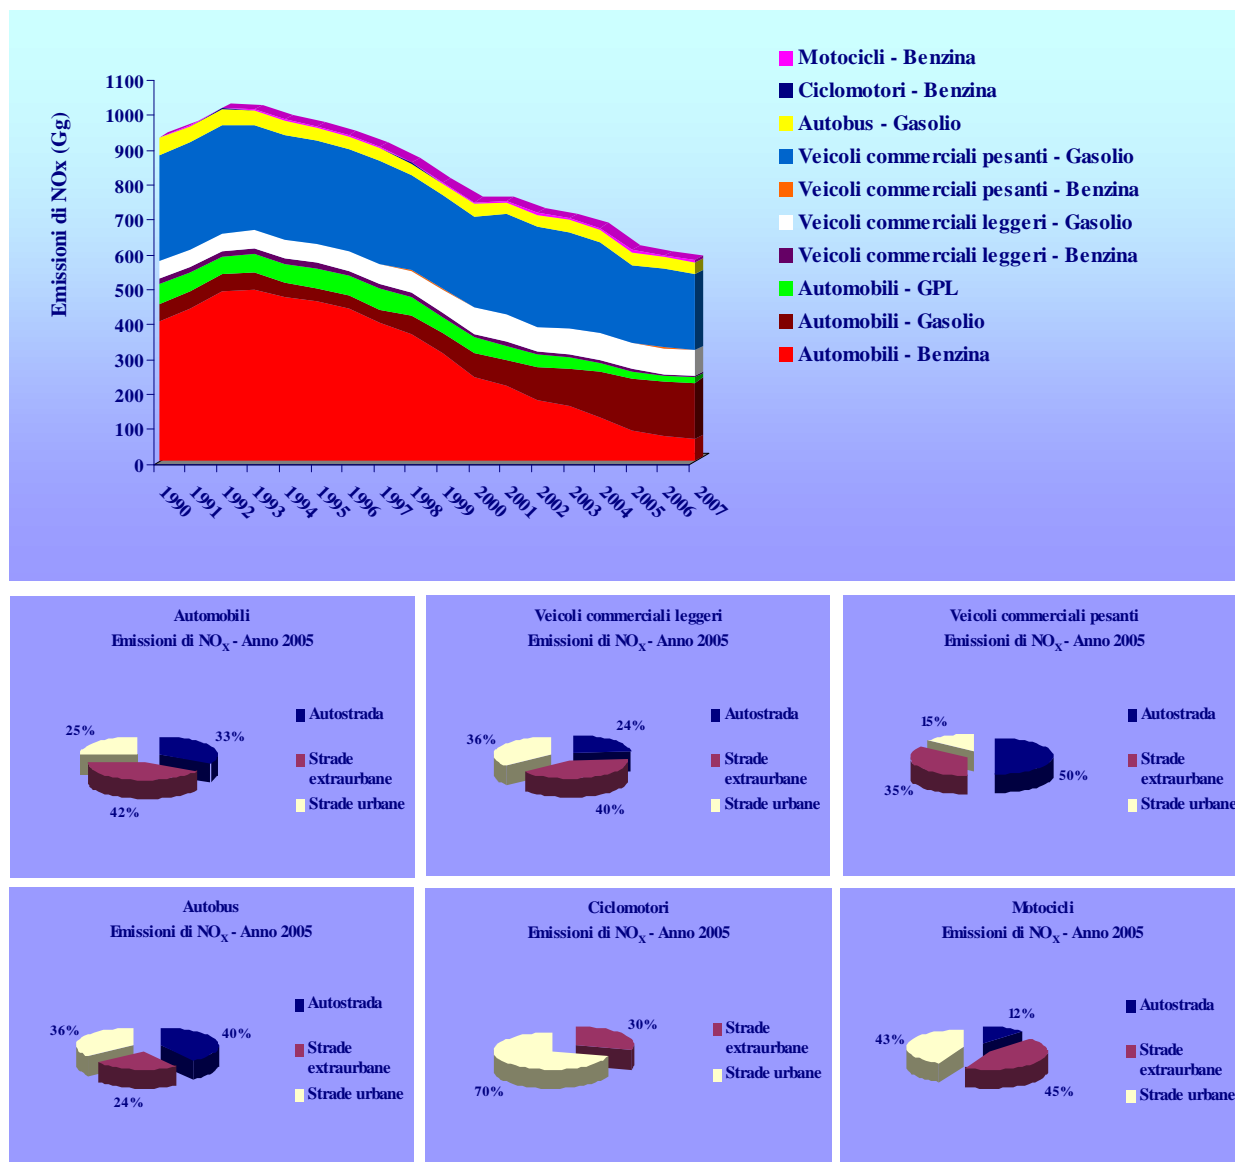 Motocicli - Benzina
Ciclomotori - Benzina
Autobus - Gasolio
Veicoli commerciali pesanti - Gasolio
Veicoli commerciali pesanti - Benzina
Veicoli commerciali leggeri - Gasolio
Veicoli commerciali leggeri - Benzina
Automobili - GPL
Automobili - Gasolio
Automobili - Benzina
Emissioni di NOx (Gg)
1100
1000
900
800
700
600
500
400
300
200
100
0
1990
1991
1992
1993
1994
1995
1996
1997
1998
1999
2000
2001
2002
2003
2004
2005
2006
2007
Automobili
Emissioni di NOX - Anno 2005
25%
33%
42%
Autostrada
Strade
extraurbane
Strade urbane
Veicoli commerciali leggeri
Emissioni di NOX - Anno 2005
36%
24%
40%
Autostrada
Strade
extraurbane
Strade urbane
Veicoli commerciali pesanti
Emissioni di NOX - Anno 2005
15%
50%
35%
Autostrada
Strade
extraurbane
Strade urbane
Autobus
Emissioni di NOX - Anno 2005
36%
40%
24%
Autostrada
Strade
extraurbane
Strade urbane
Ciclomotori
Emissioni di NOX - Anno 2005
30%
70%
Strade
extraurbane
Strade urbane
Motocicli
Emissioni di NOX - Anno 2005
12%
43%
45%
Autostrada
Strade
extraurbane
Strade urbane